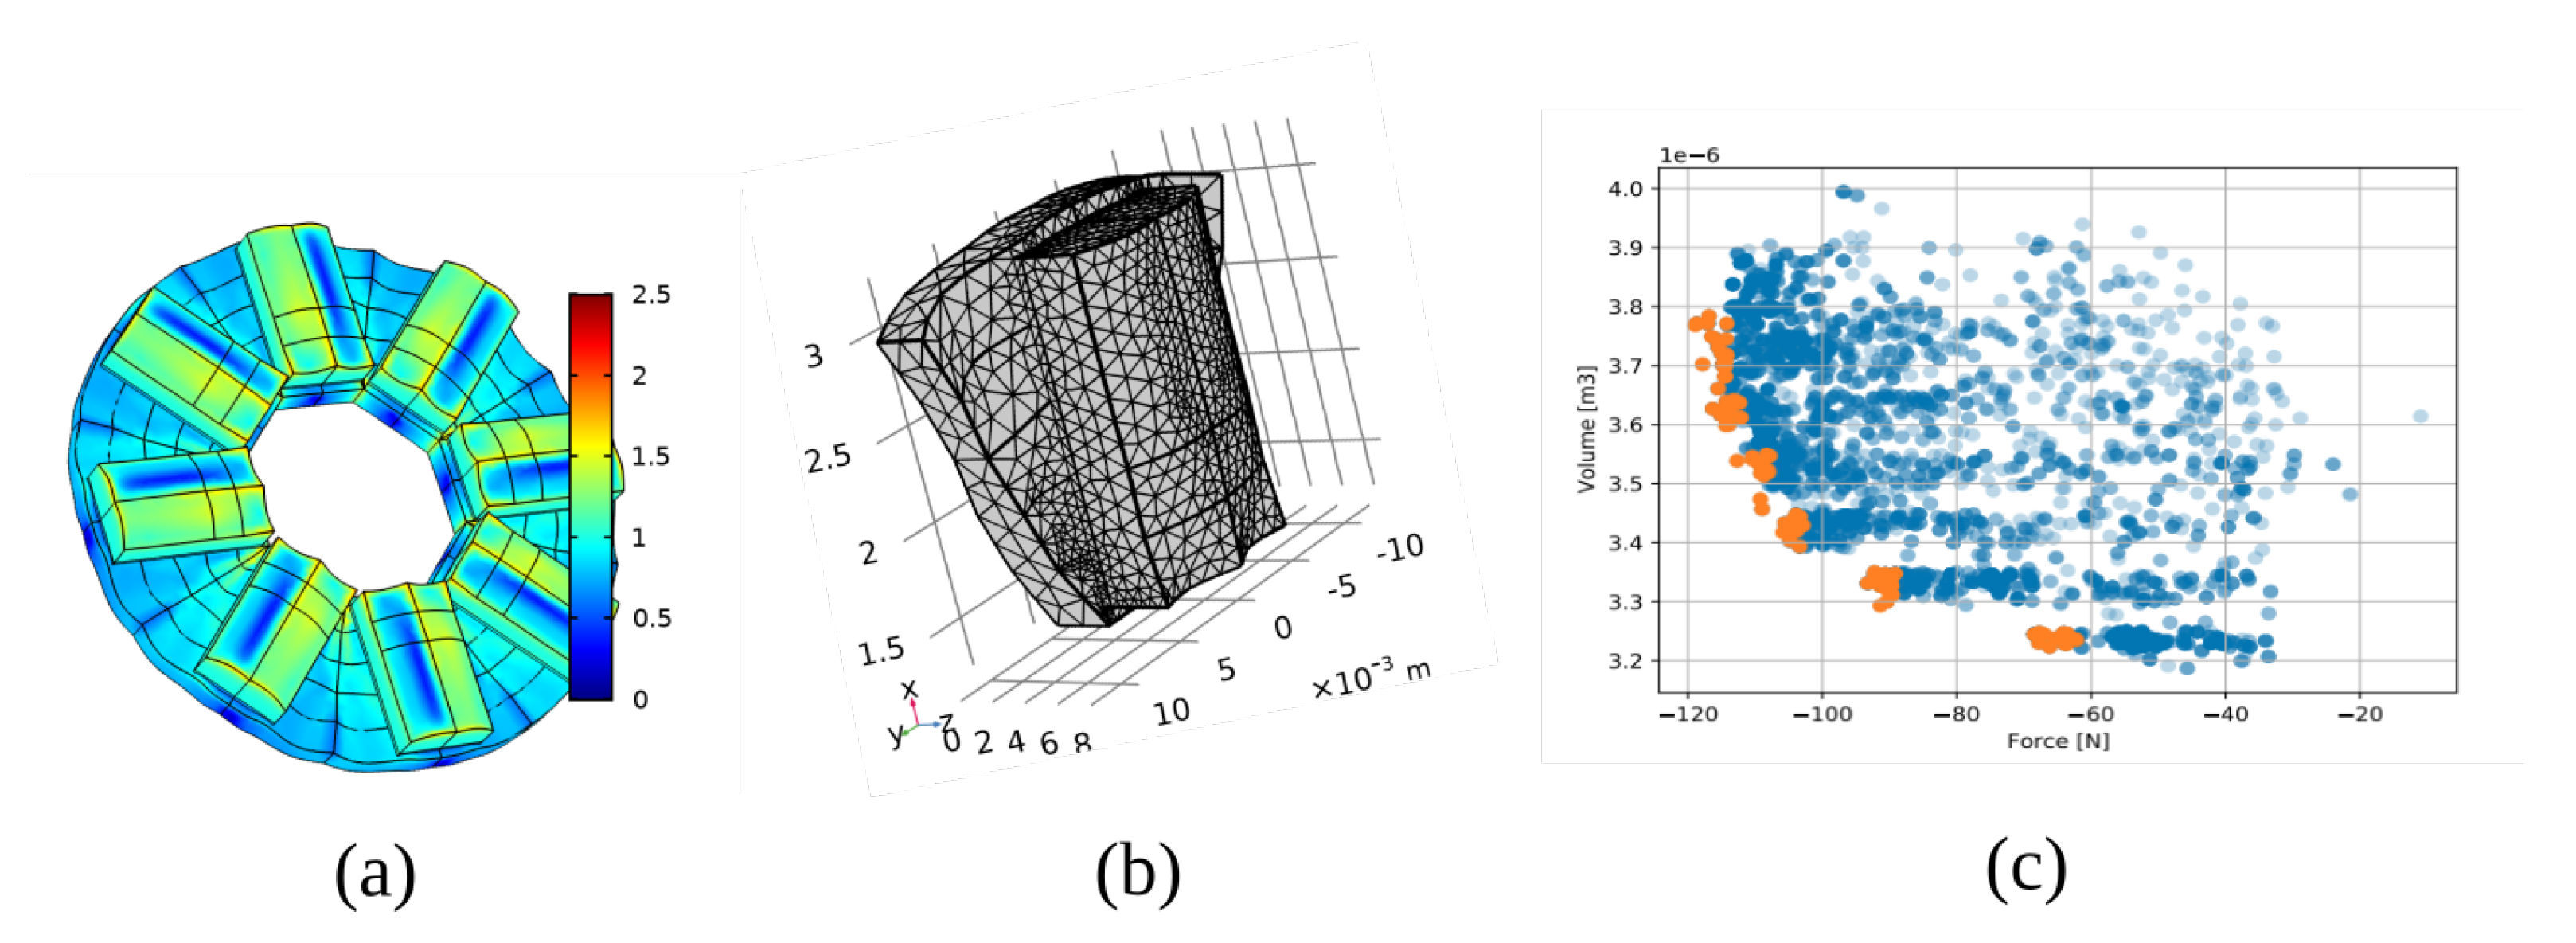 2.5
2
1.5
1
0.5
0
(a)
3
2.5
2
1.5
x
y
z
0 2 4 6 8
10
5
0
-5
-10
×10⁻³ m
(b)
1e−6
4.0
3.9
3.8
3.7
3.6
3.5
3.4
3.3
3.2
Volume [m3]
−120 −100 −80 −60 −40 −20
Force [N]
(c)